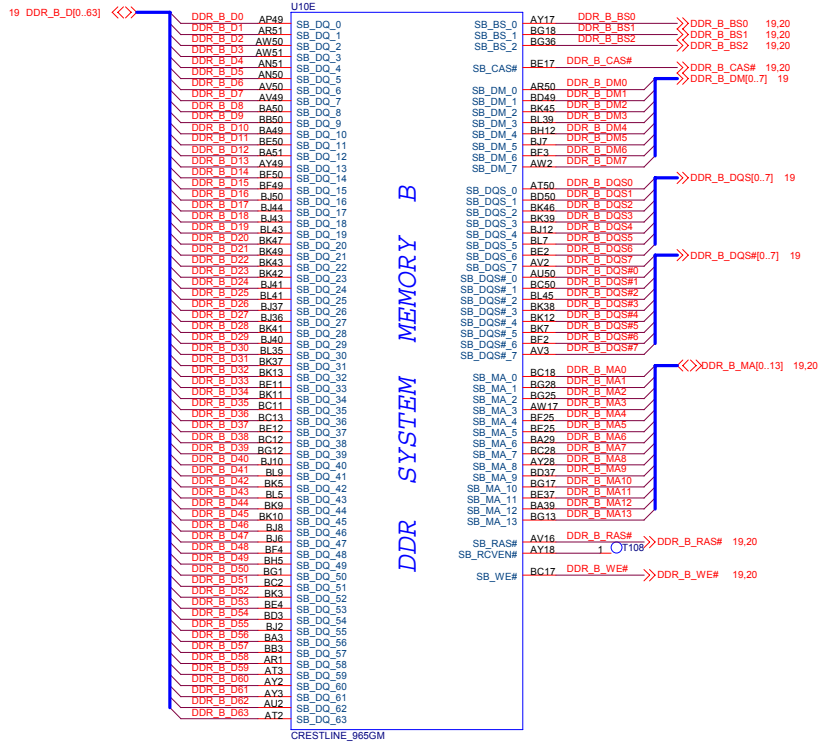 19 DDR_B_D[0..63]
U10E
DDR_B_D0 AP49 SB_DQ_0
DDR_B_D1 AR51 SB_DQ_1
DDR_B_D2 AW50 SB_DQ_2
DDR_B_D3 AW51 SB_DQ_3
DDR_B_D4 AN51 SB_DQ_4
DDR_B_D5 AN50 SB_DQ_5
DDR_B_D6 AV50 SB_DQ_6
DDR_B_D7 AV49 SB_DQ_7
DDR_B_D8 BA50 SB_DQ_8
DDR_B_D9 BB50 SB_DQ_9
DDR_B_D10 BA49 SB_DQ_10
DDR_B_D11 BE50 SB_DQ_11
DDR_B_D12 BA51 SB_DQ_12
DDR_B_D13 AY49 SB_DQ_13
DDR_B_D14 BF50 SB_DQ_14
DDR_B_D15 BF49 SB_DQ_15
DDR_B_D16 BJ50 SB_DQ_16
DDR_B_D17 BJ44 SB_DQ_17
DDR_B_D18 BJ43 SB_DQ_18
DDR_B_D19 BL43 SB_DQ_19
DDR_B_D20 BK47 SB_DQ_20
DDR_B_D21 BK49 SB_DQ_21
DDR_B_D22 BK43 SB_DQ_22
DDR_B_D23 BK42 SB_DQ_23
DDR_B_D24 BJ41 SB_DQ_24
DDR_B_D25 BL41 SB_DQ_25
DDR_B_D26 BJ37 SB_DQ_26
DDR_B_D27 BJ36 SB_DQ_27
DDR_B_D28 BK41 SB_DQ_28
DDR_B_D29 BJ40 SB_DQ_29
DDR_B_D30 BL35 SB_DQ_30
DDR_B_D31 BK37 SB_DQ_31
DDR_B_D32 BK13 SB_DQ_32
DDR_B_D33 BE11 SB_DQ_33
DDR_B_D34 BK11 SB_DQ_34
DDR_B_D35 BC11 SB_DQ_35
DDR_B_D36 BC13 SB_DQ_36
DDR_B_D37 BE12 SB_DQ_37
DDR_B_D38 BC12 SB_DQ_38
DDR_B_D39 BG12 SB_DQ_39
DDR_B_D40 BJ10 SB_DQ_40
DDR_B_D41 BL9 SB_DQ_41
DDR_B_D42 BK5 SB_DQ_42
DDR_B_D43 BL5 SB_DQ_43
DDR_B_D44 BK9 SB_DQ_44
DDR_B_D45 BK10 SB_DQ_45
DDR_B_D46 BJ8 SB_DQ_46
DDR_B_D47 BJ6 SB_DQ_47
DDR_B_D48 BF4 SB_DQ_48
DDR_B_D49 BH5 SB_DQ_49
DDR_B_D50 BG1 SB_DQ_50
DDR_B_D51 BC2 SB_DQ_51
DDR_B_D52 BK3 SB_DQ_52
DDR_B_D53 BE4 SB_DQ_53
DDR_B_D54 BD3 SB_DQ_54
DDR_B_D55 BJ2 SB_DQ_55
DDR_B_D56 BA3 SB_DQ_56
DDR_B_D57 BB3 SB_DQ_57
DDR_B_D58 AR1 SB_DQ_58
DDR_B_D59 AT3 SB_DQ_59
DDR_B_D60 AY2 SB_DQ_60
DDR_B_D61 AY3 SB_DQ_61
DDR_B_D62 AU2 SB_DQ_62
DDR_B_D63 AT2 SB_DQ_63
DDR SYSTEM MEMORY B
SB_BS_0 AY17 DDR_B_BS0 DDR_B_BS0 19,20
SB_BS_1 BG18 DDR_B_BS1 DDR_B_BS1 19,20
SB_BS_2 BG36 DDR_B_BS2 DDR_B_BS2 19,20
SB_CAS# BE17 DDR_B_CAS# DDR_B_CAS# 19,20
DDR_B_DM[0..7] 19
SB_DM_0 AR50 DDR_B_DM0
SB_DM_1 BD49 DDR_B_DM1
SB_DM_2 BK45 DDR_B_DM2
SB_DM_3 BL39 DDR_B_DM3
SB_DM_4 BH12 DDR_B_DM4
SB_DM_5 BJ7 DDR_B_DM5
SB_DM_6 BF3 DDR_B_DM6
SB_DM_7 AW2 DDR_B_DM7
DDR_B_DQS[0..7] 19
SB_DQS_0 AT50 DDR_B_DQS0
SB_DQS_1 BD50 DDR_B_DQS1
SB_DQS_2 BK46 DDR_B_DQS2
SB_DQS_3 BK39 DDR_B_DQS3
SB_DQS_4 BJ12 DDR_B_DQS4
SB_DQS_5 BL7 DDR_B_DQS5
SB_DQS_6 BE2 DDR_B_DQS6
SB_DQS_7 AV2 DDR_B_DQS7
DDR_B_DQS#[0..7] 19
SB_DQS#_0 AU50 DDR_B_DQS#0
SB_DQS#_1 BC50 DDR_B_DQS#1
SB_DQS#_2 BL45 DDR_B_DQS#2
SB_DQS#_3 BK38 DDR_B_DQS#3
SB_DQS#_4 BK12 DDR_B_DQS#4
SB_DQS#_5 BK7 DDR_B_DQS#5
SB_DQS#_6 BF2 DDR_B_DQS#6
SB_DQS#_7 AV3 DDR_B_DQS#7
DDR_B_MA[0..13] 19,20
SB_MA_0 BC18 DDR_B_MA0
SB_MA_1 BG28 DDR_B_MA1
SB_MA_2 BG25 DDR_B_MA2
SB_MA_3 AW17 DDR_B_MA3
SB_MA_4 BF25 DDR_B_MA4
SB_MA_5 BE25 DDR_B_MA5
SB_MA_6 BA29 DDR_B_MA6
SB_MA_7 BC28 DDR_B_MA7
SB_MA_8 AY28 DDR_B_MA8
SB_MA_9 BD37 DDR_B_MA9
SB_MA_10 BG17 DDR_B_MA10
SB_MA_11 BE37 DDR_B_MA11
SB_MA_12 BA39 DDR_B_MA12
SB_MA_13 BG13 DDR_B_MA13
SB_RAS# AV16 DDR_B_RAS# DDR_B_RAS# 19,20
SB_RCVEN# AY18 1 T108
SB_WE# BC17 DDR_B_WE# DDR_B_WE# 19,20
CRESTLINE_965GM